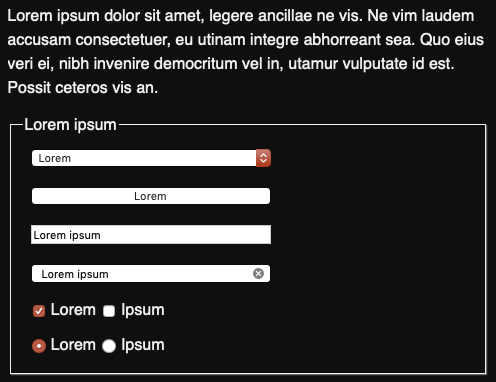 Lorem ipsum dolor sit amet, legere ancillae ne vis. Ne vim laudem
accusam consectetuer, eu utinam integre abhorreant sea. Quo eius
veri ei, nibh invenire democritum vel in, utamur vulputate id est.
Possit ceteros vis an.
Lorem ipsum
Lorem
Lorem
Lorem ipsum
Lorem ipsum
Lorem Ipsum
Lorem Ipsum